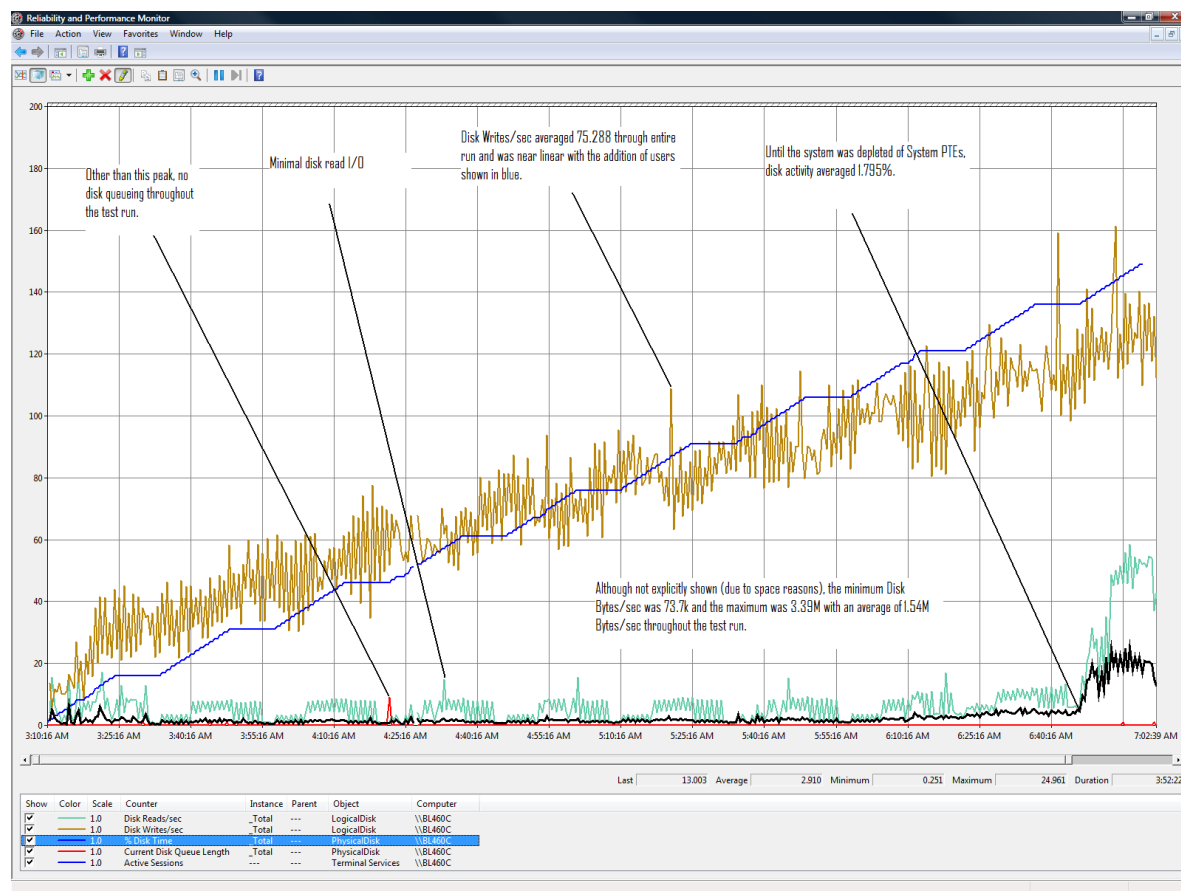 Reliability and Performance Monitor
File Action View Favorites Window Help
200
180
160
140
120
100
80
60
40
20
0
Other than this peak, no
disk queueing throughout
the test run.
Minimal disk read I/O
Disk Writes/sec averaged 75.288 through entire
run and was near linear with the addition of users
shown in blue.
Until the system was depleted of System PTEs,
disk activity averaged 1.795%.
Although not explicitly shown (due to space reasons), the minimum Disk
Bytes/sec was 73.7k and the maximum was 3.39M with an average of 1.54M
Bytes/sec throughout the test run.
3:10:16 AM 3:25:16 AM 3:40:16 AM 3:55:16 AM 4:10:16 AM 4:25:16 AM 4:40:16 AM 4:55:16 AM 5:10:16 AM 5:25:16 AM 5:40:16 AM 5:55:16 AM 6:10:16 AM 6:25:16 AM 6:40:16 AM 7:02:39 AM
Last 13.003 Average 2.910 Minimum 0.251 Maximum 24.961 Duration 3:52:22
Show Color Scale Counter Instance Parent Object Computer
1.0 Disk Reads/sec _Total --- LogicalDisk \\BL460C
1.0 Disk Writes/sec _Total --- LogicalDisk \\BL460C
1.0 % Disk Time _Total --- PhysicalDisk \\BL460C
1.0 Current Disk Queue Length _Total --- PhysicalDisk \\BL460C
1.0 Active Sessions --- --- Terminal Services \\BL460C